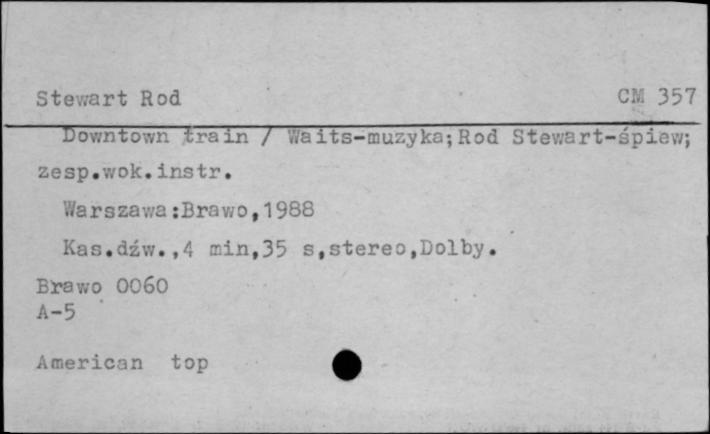 Stewart Rod CM 357
Downtown train / Waits-muzyka;Rod Stewart-śpiew;
zesp.wok.instr.
Warszawa:Brawo,1988
Kas.dźw.,4 min,35 s,stereo,Dolby.
Brawo 0060
A-5
American top